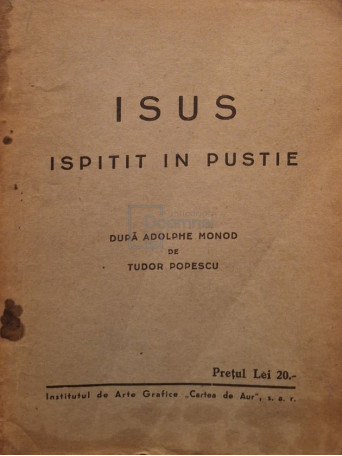 ISUS
ISPITIT IN PUSTIE
DUPĂ ADOLPHE MONOD
DE
TUDOR POPESCU
Prețul Lei 20.-
Institutul de Arte Grafice „Cartea de Aur", s. a. r.